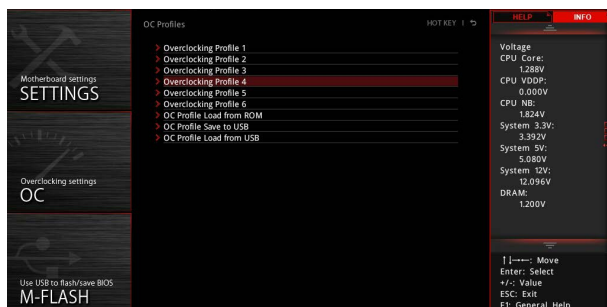 OC Profiles
HOT KEY
HELP
INFO
Motherboard settings
SETTINGS
Overclocking settings
OC
Use USB to flash/save BIOS
M-FLASH
> Overclocking Profile 1
> Overclocking Profile 2
> Overclocking Profile 3
> Overclocking Profile 4
> Overclocking Profile 5
> Overclocking Profile 6
> OC Profile Load from ROM
> OC Profile Save to USB
> OC Profile Load from USB
Voltage
CPU Core:
1.288V
CPU VDDP:
0.000V
CPU NB:
1.824V
System 3.3V:
3.392V
System 5V:
5.080V
System 12V:
12.096V
DRAM:
1.200V
↑↓→←: Move
Enter: Select
+/-: Value
ESC: Exit
F1: General Help